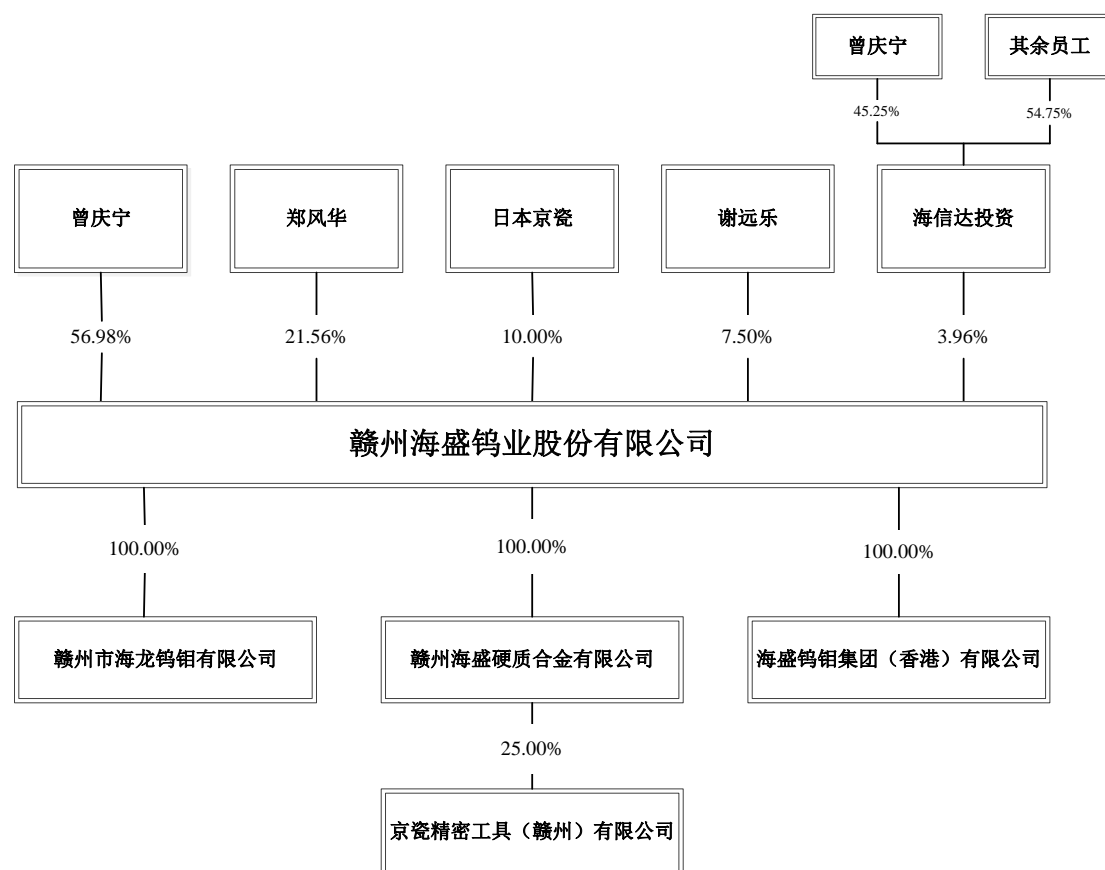 曾庆宁
其余员工
45.25%
54.75%
曾庆宁
郑风华
日本京瓷
谢远乐
海信达投资
56.98%
21.56%
10.00%
7.50%
3.96%
赣州海盛钨业股份有限公司
100.00%
100.00%
100.00%
赣州市海龙钨钼有限公司
赣州海盛硬质合金有限公司
海盛钨钼集团（香港）有限公司
25.00%
京瓷精密工具（赣州）有限公司